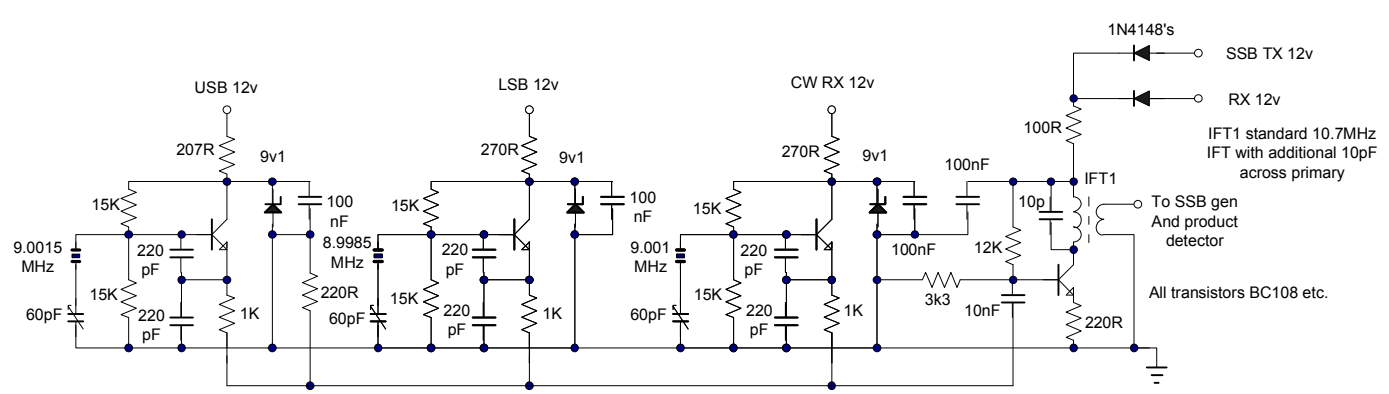 1N4148's
SSB TX 12v
RX 12v
USB 12v
LSB 12v
CW RX 12v
100R
IFT1 standard 10.7MHz
IFT with additional 10pF
across primary
207R
9v1
270R
9v1
270R
9v1
100nF
IFT1
15K
100
nF
15K
100
nF
15K
10p
To SSB gen
And product
detector
9.0015
MHz
220
pF
8.9985
MHz
220
pF
9.001
MHz
220
pF
100nF
12K
15K
220
pF
1K
220R
15K
220
pF
1K
15K
220
pF
1K
3k3
10nF
220R
All transistors BC108 etc.
60pF
60pF
60pF